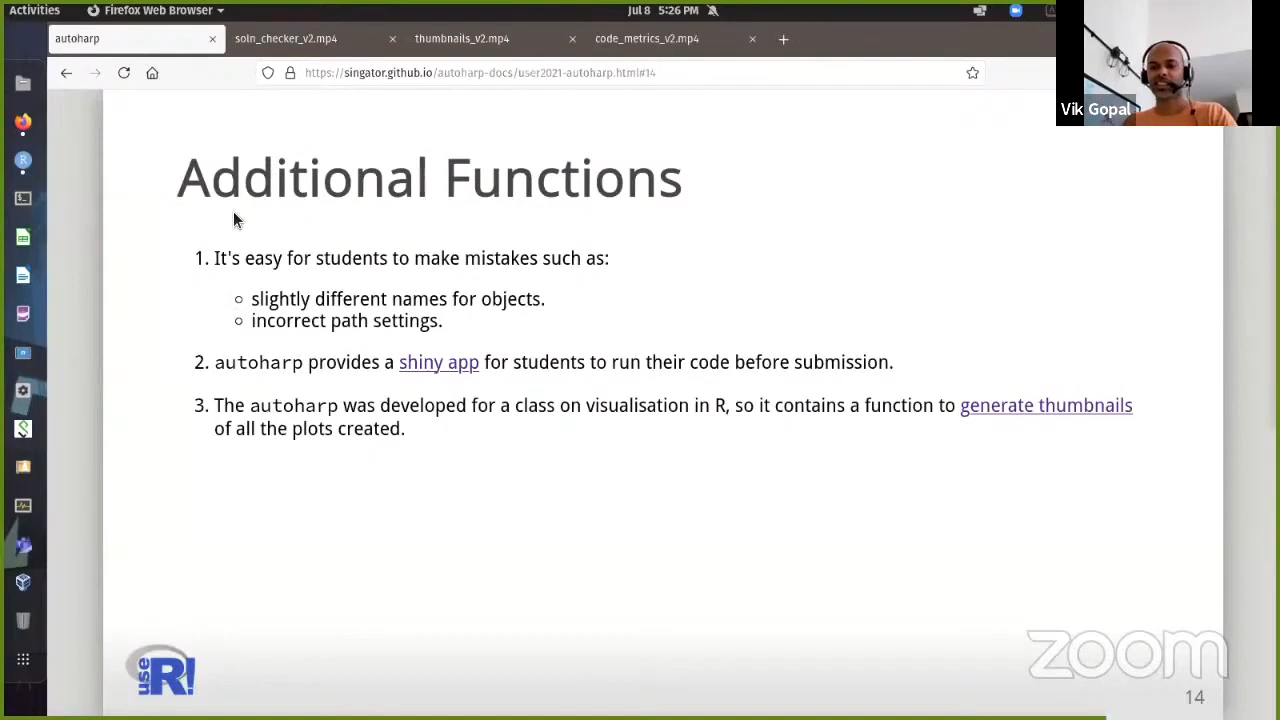 Activities
Firefox Web Browser
Jul 8 5:26 PM
autoharp
soln_checker_v2.mp4
thumbnails_v2.mp4
code_metrics_v2.mp4
https://singator.github.io/autoharp-docs/user2021-autoharp.html#14
Vik Gopal
Additional Functions
1. It's easy for students to make mistakes such as:
slightly different names for objects.
incorrect path settings.
2. autoharp provides a shiny app for students to run their code before submission.
3. The autoharp was developed for a class on visualisation in R, so it contains a function to generate thumbnails
of all the plots created.
use R!
zoom
14